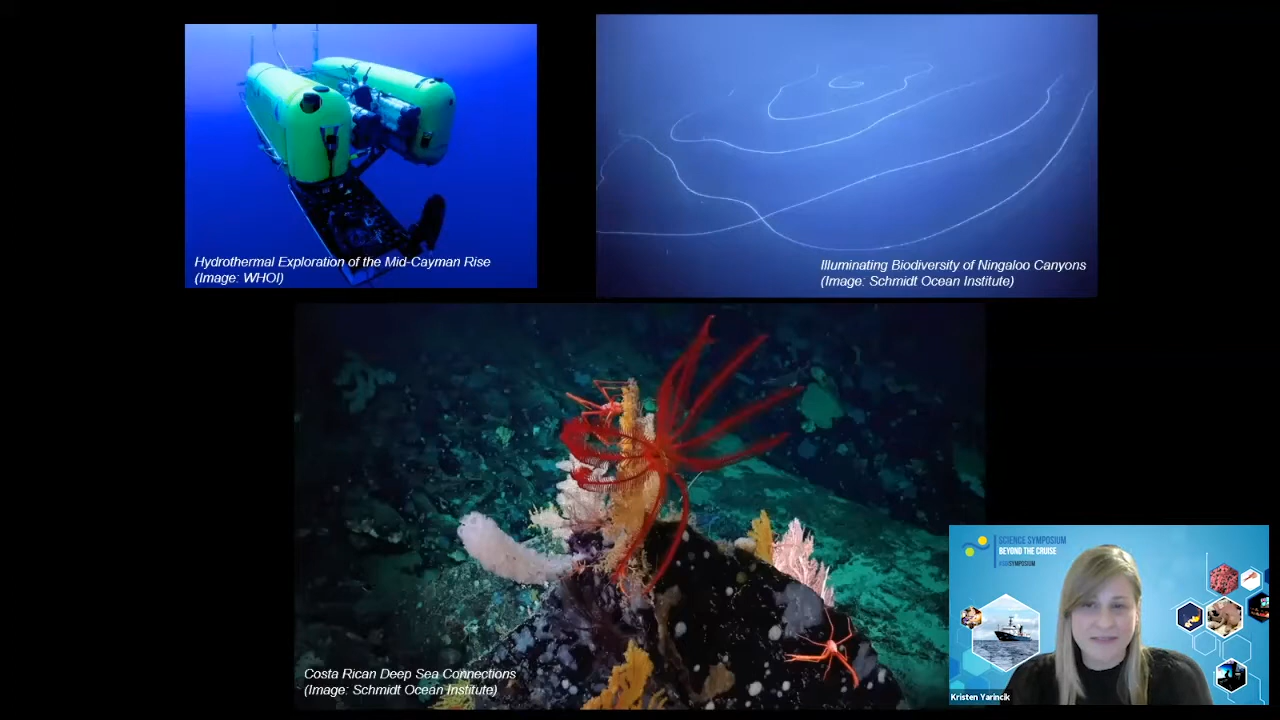 Hydrothermal Exploration of the Mid-Cayman Rise
(Image: WHOI)
Illuminating Biodiversity of Ningaloo Canyons
(Image: Schmidt Ocean Institute)
Costa Rican Deep Sea Connections
(Image: Schmidt Ocean Institute)
SCIENCE SYMPOSIUM
BEYOND THE CRUISE
Kristen Yarincik